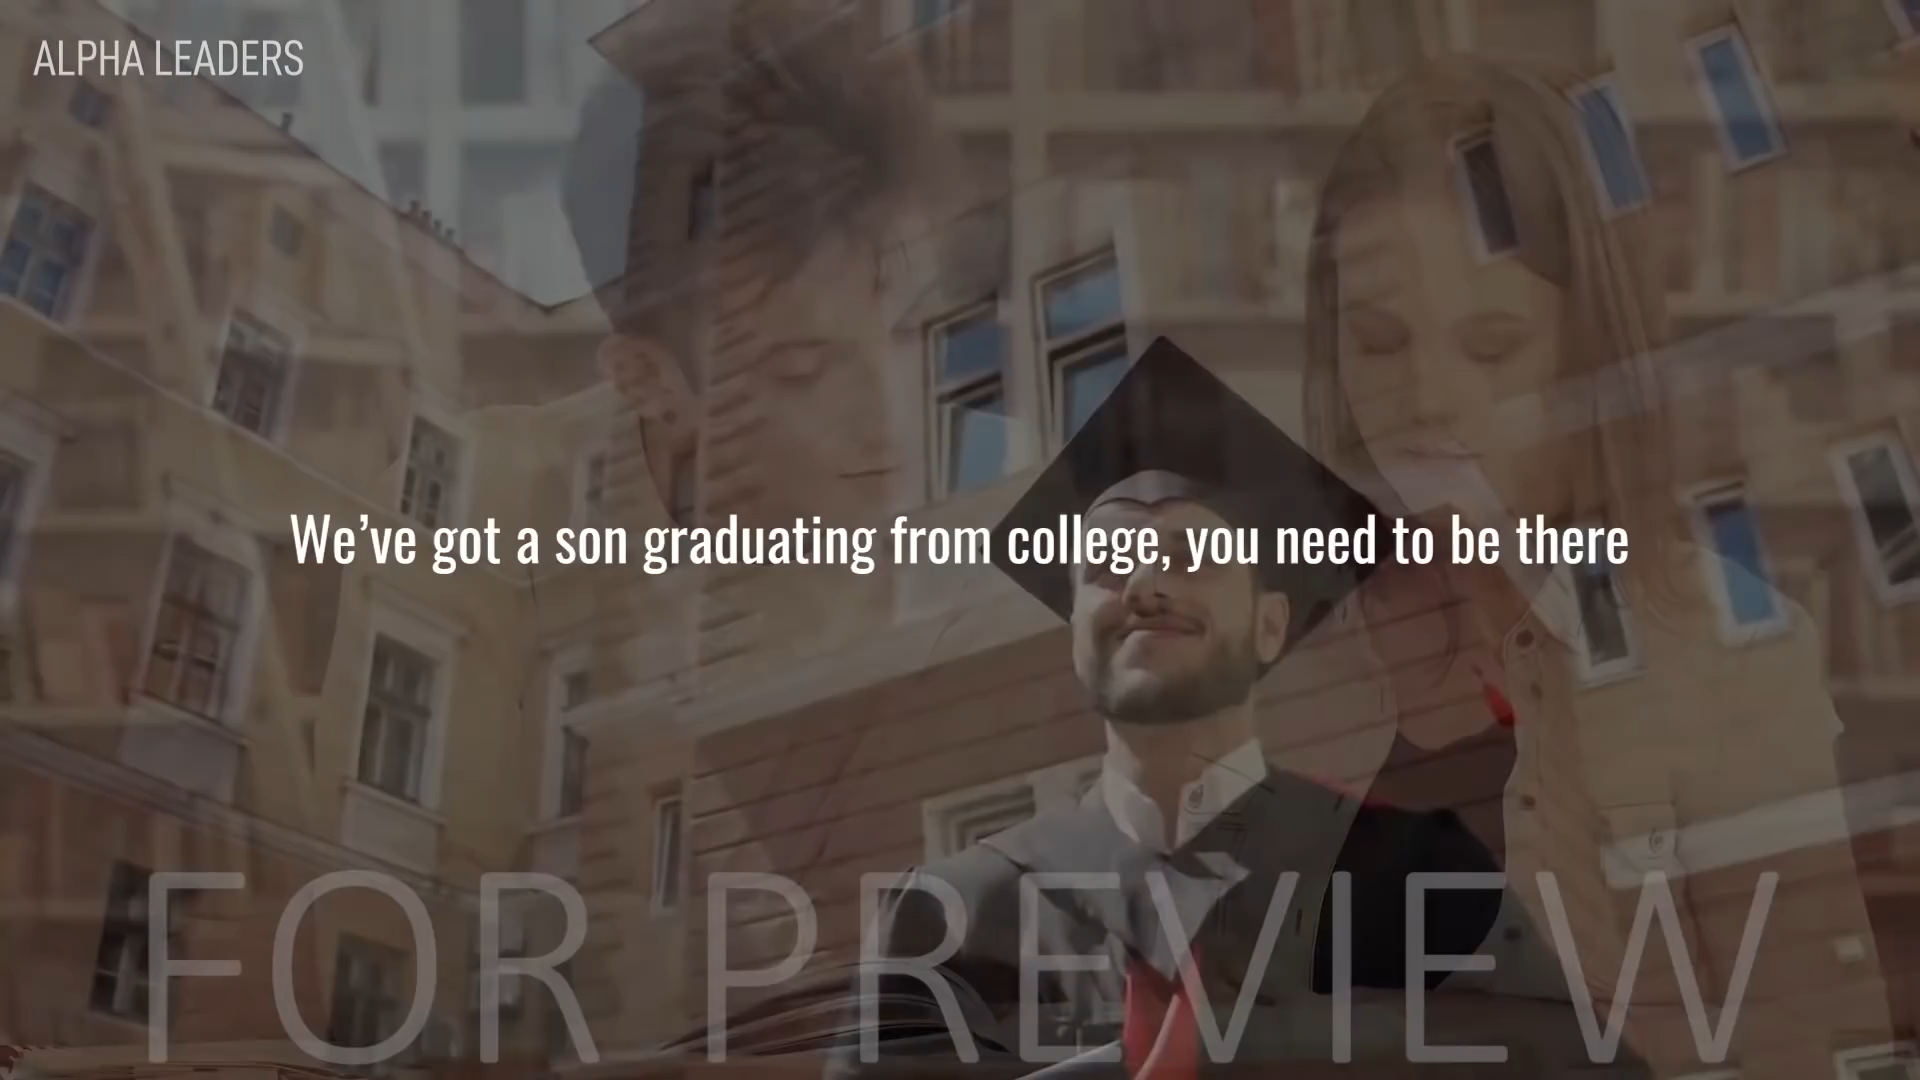 ALPHA LEADERS
We’ve got a son graduating from college, you need to be there
FOR PREVIEW